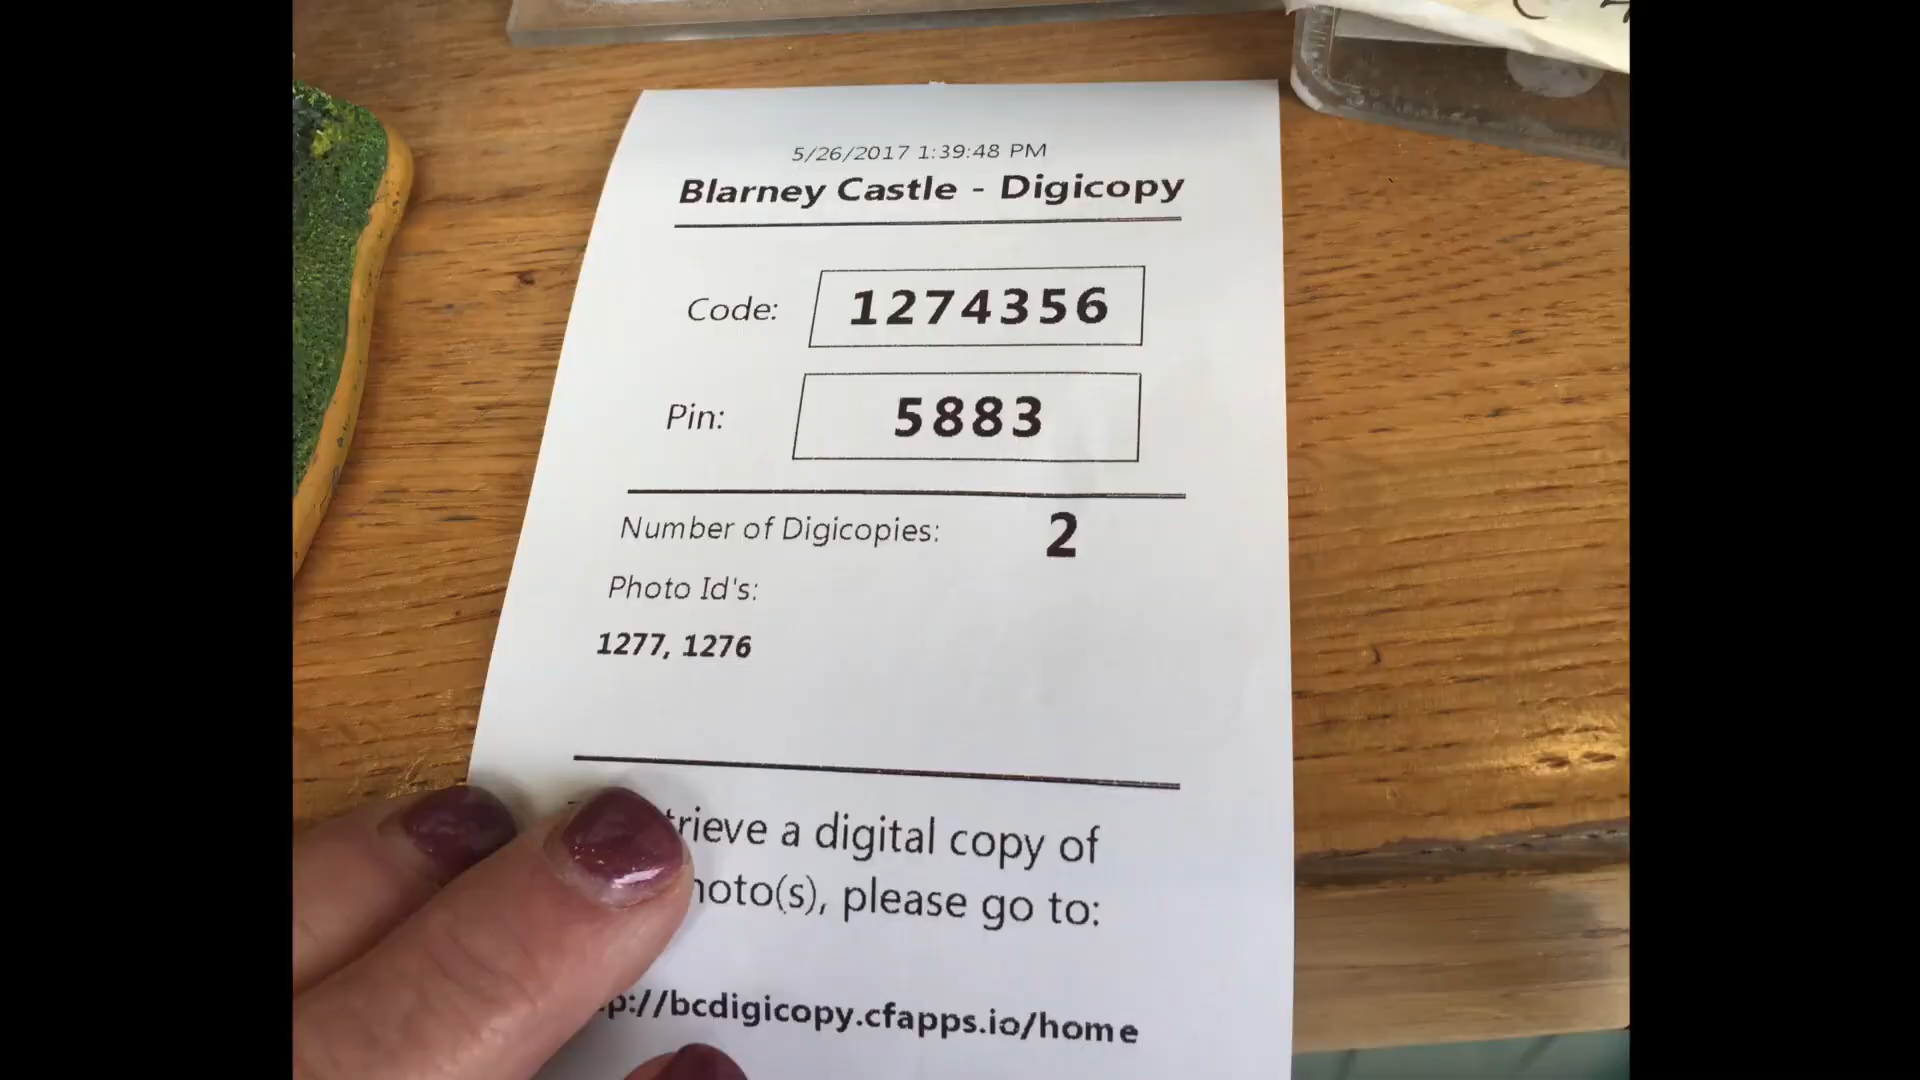 5/26/2017 1:39:48 PM
Blarney Castle - Digicopy
Code: 1274356
Pin: 5883
Number of Digicopies: 2
Photo Id's:
1277, 1276
trieve a digital copy of
hoto(s), please go to:
p://bcdigicopy.cfapps.io/home